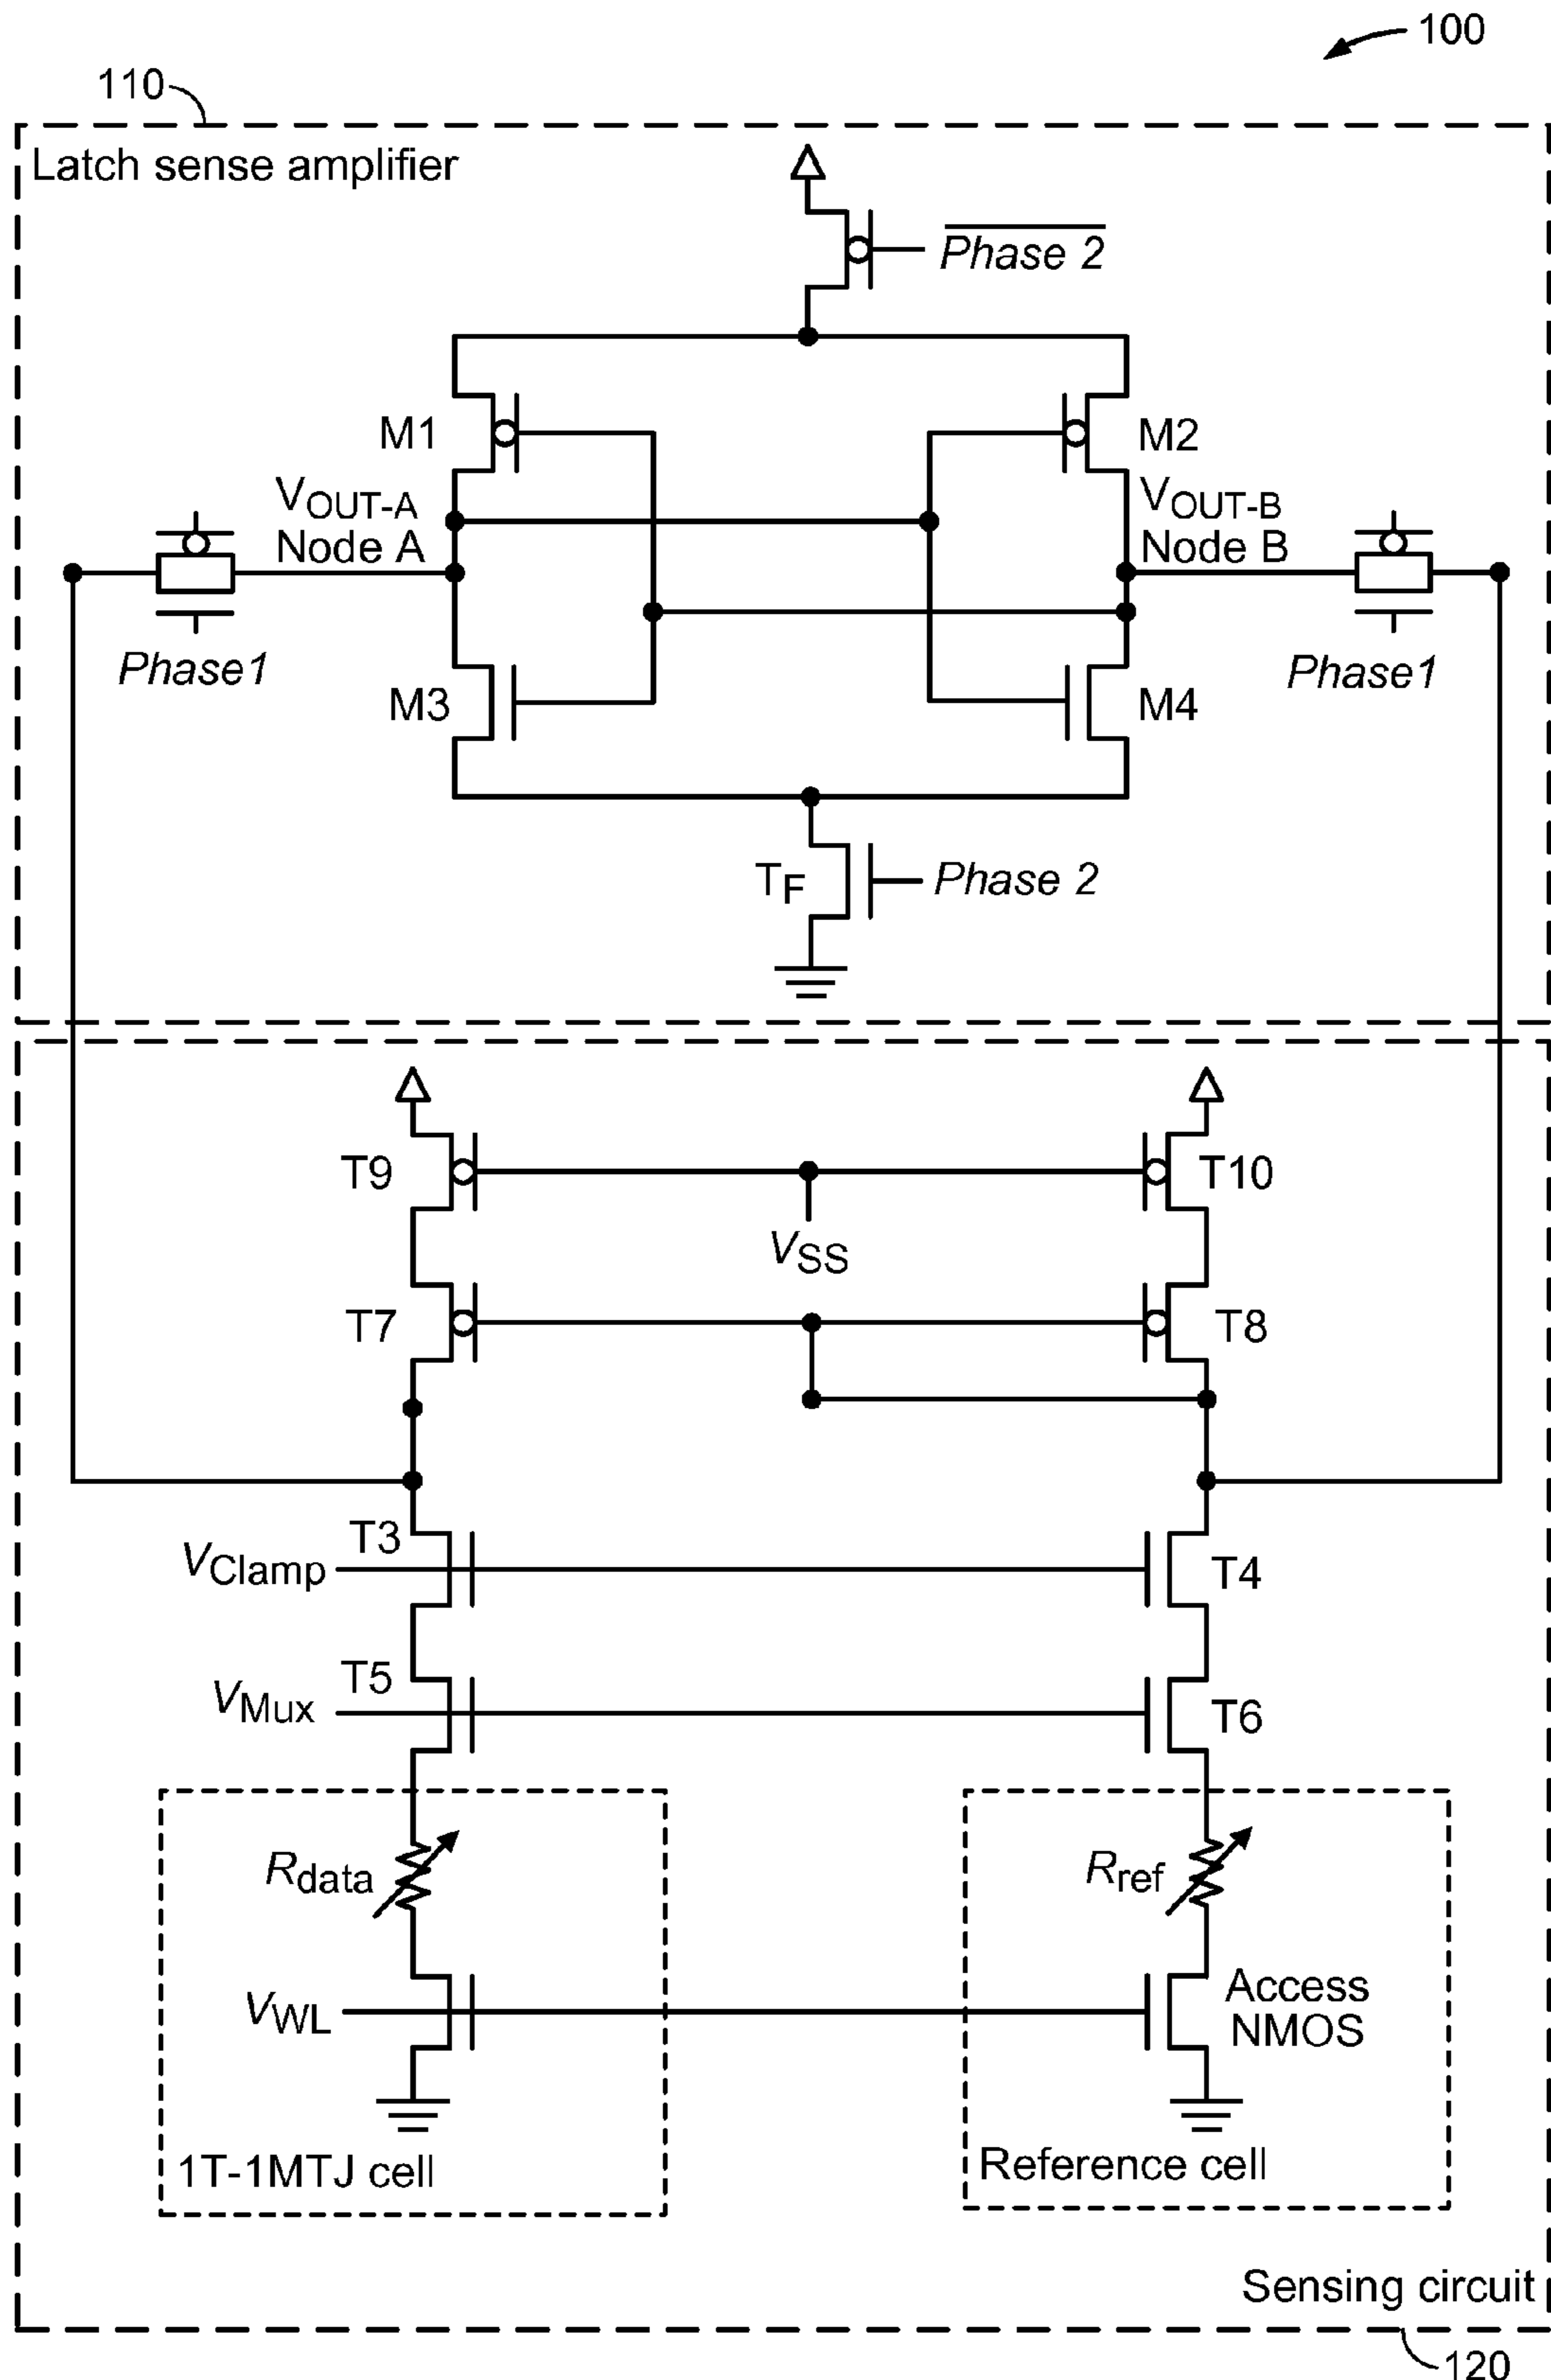 100
110
Latch sense amplifier
Phase 2
M1
M2
VOUT-A
Node A
VOUT-B
Node B
Phase1
Phase1
M3
M4
TF
Phase 2
T9
T10
VSS
T7
T8
T3
VClamp
T4
T5
VMux
T6
Rdata
Rref
VWL
Access
NMOS
1T-1MTJ cell
Reference cell
Sensing circuit
120